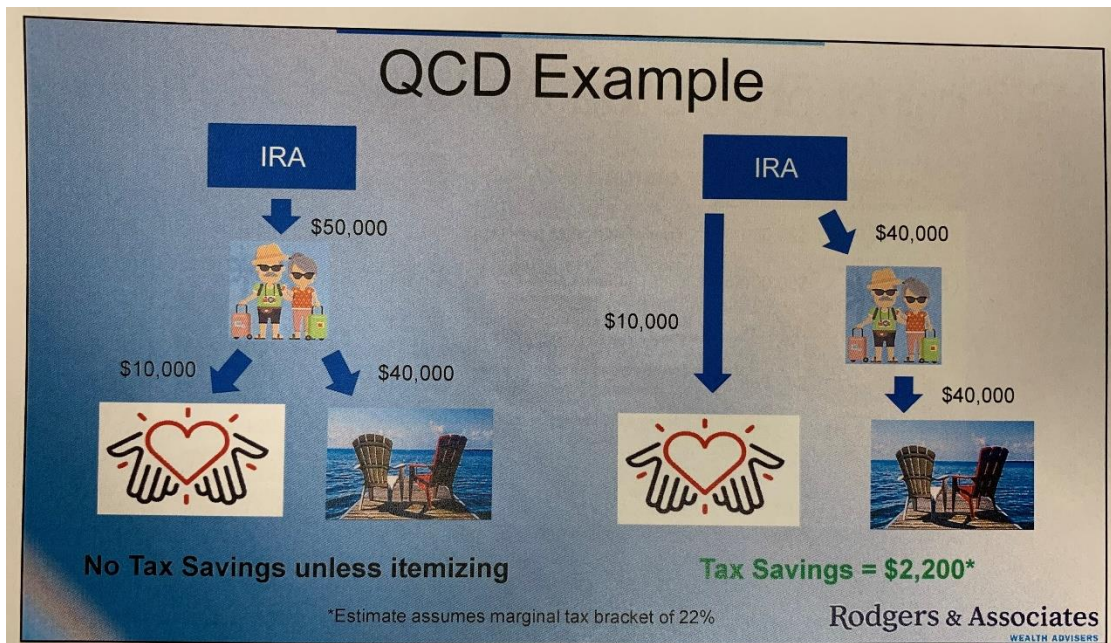 QCD Example
IRA
$50,000
$10,000
$40,000
No Tax Savings unless itemizing
IRA
$40,000
$10,000
$40,000
Tax Savings = $2,200*
*Estimate assumes marginal tax bracket of 22%
Rodgers & Associates
WEALTH ADVISERS